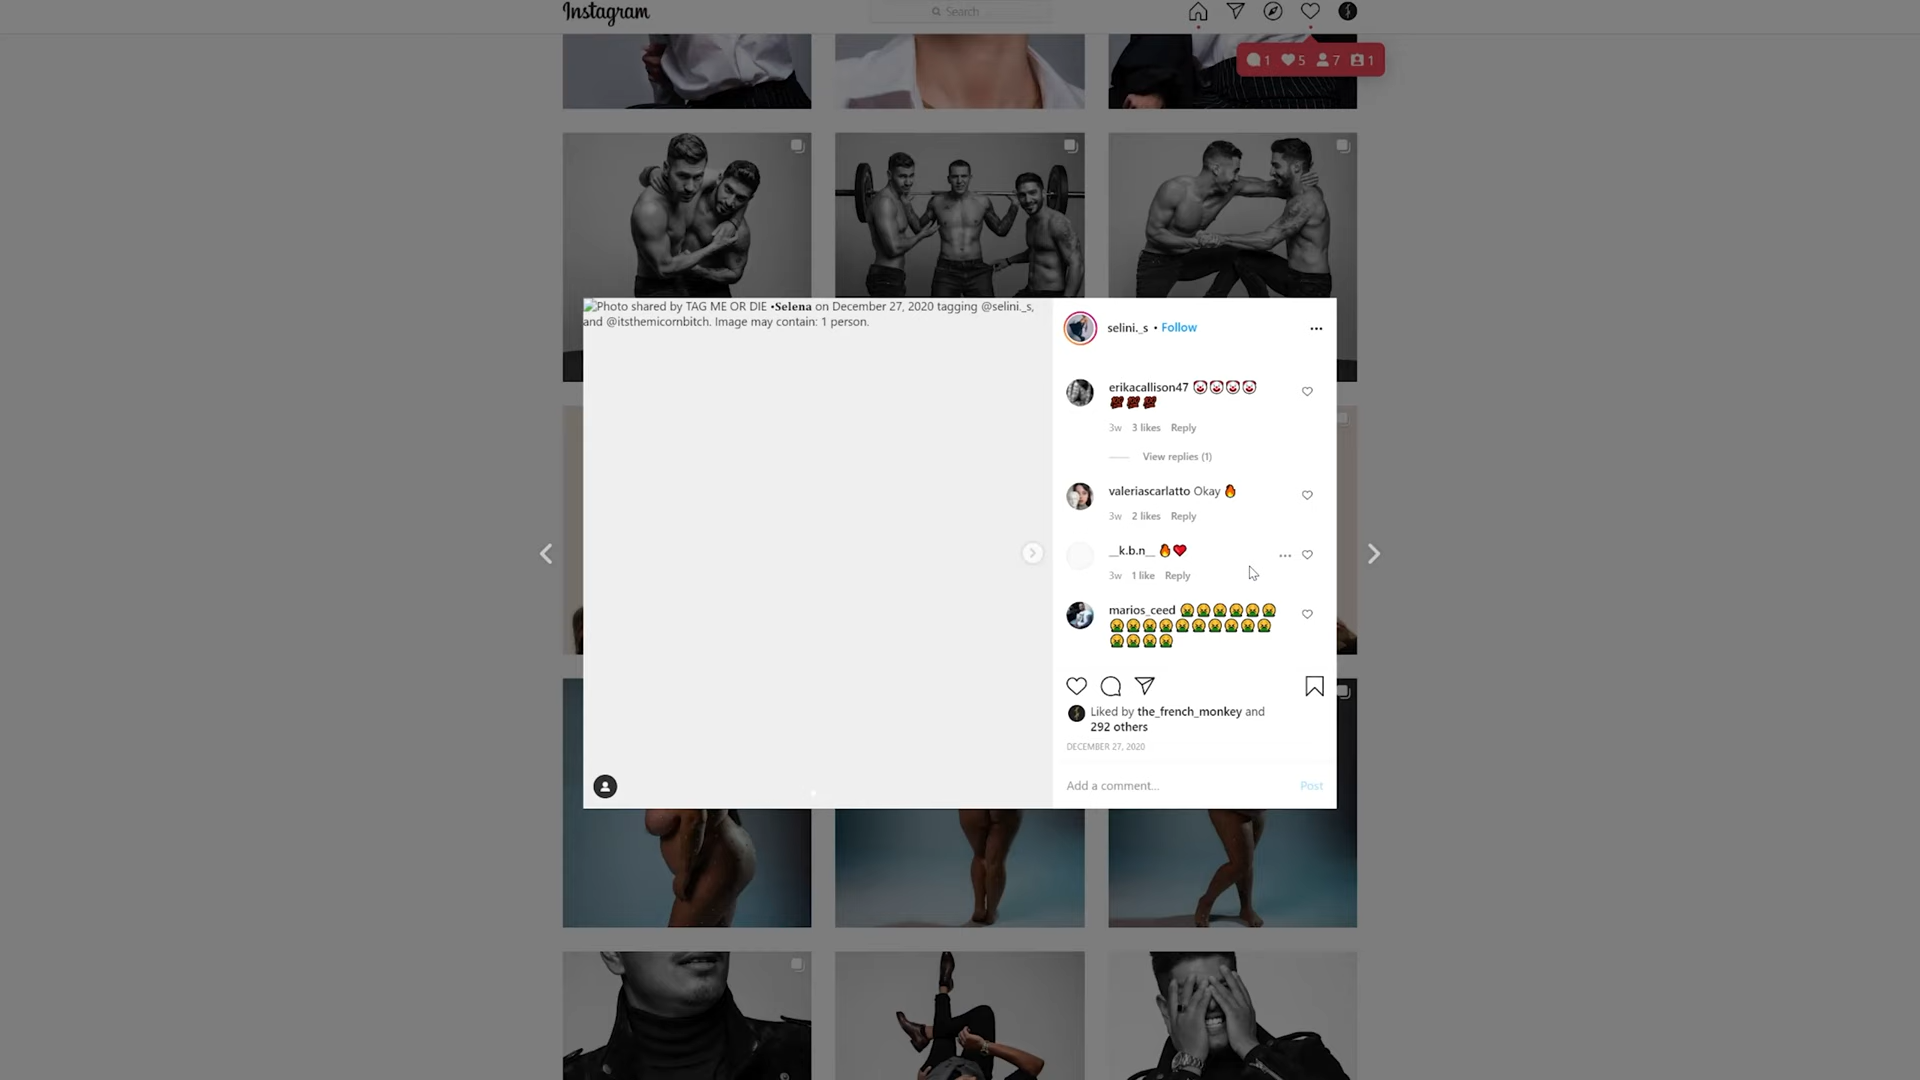 Instagram
Search
1 5 7 1
Photo shared by TAG ME OR DIE •Selena on December 27, 2020 tagging @selini._s,
and @itsthemicornbitch. Image may contain: 1 person.
selini._s • Follow
erikacallison47 🤡🤡🤡🤡
💯💯💯
3w 3 likes Reply
View replies (1)
valeriascarlatto Okay 🔥
3w 2 likes Reply
__k.b.n__ 🔥❤️
3w 1 like Reply
marios_ceed 🤮🤮🤮🤮🤮🤮
🤮🤮🤮🤮🤮🤮🤮🤮🤮🤮
🤮🤮🤮🤮
Liked by the_french_monkey and
292 others
DECEMBER 27, 2020
Add a comment... Post